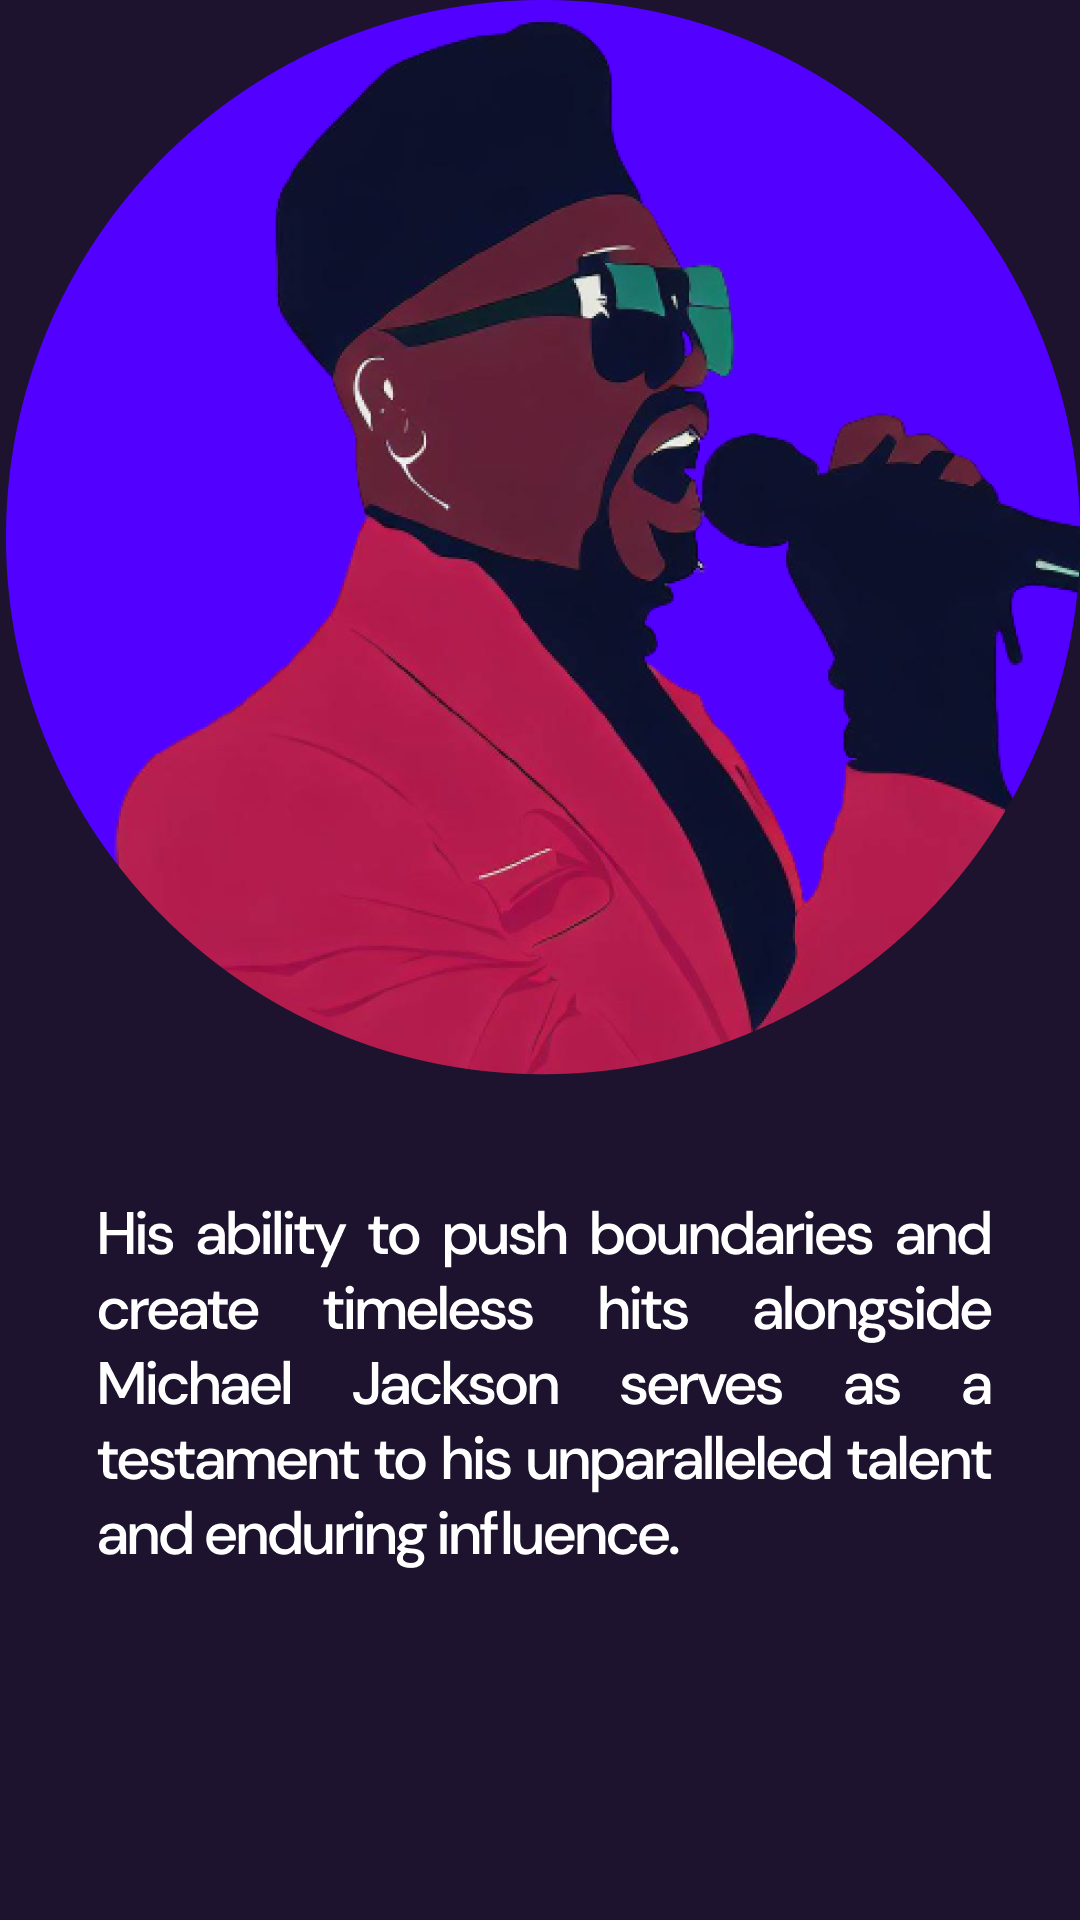 His ability to push boundaries and
create timeless hits alongside
Michael Jackson serves as a
testament to his unparalleled talent
and enduring influence.